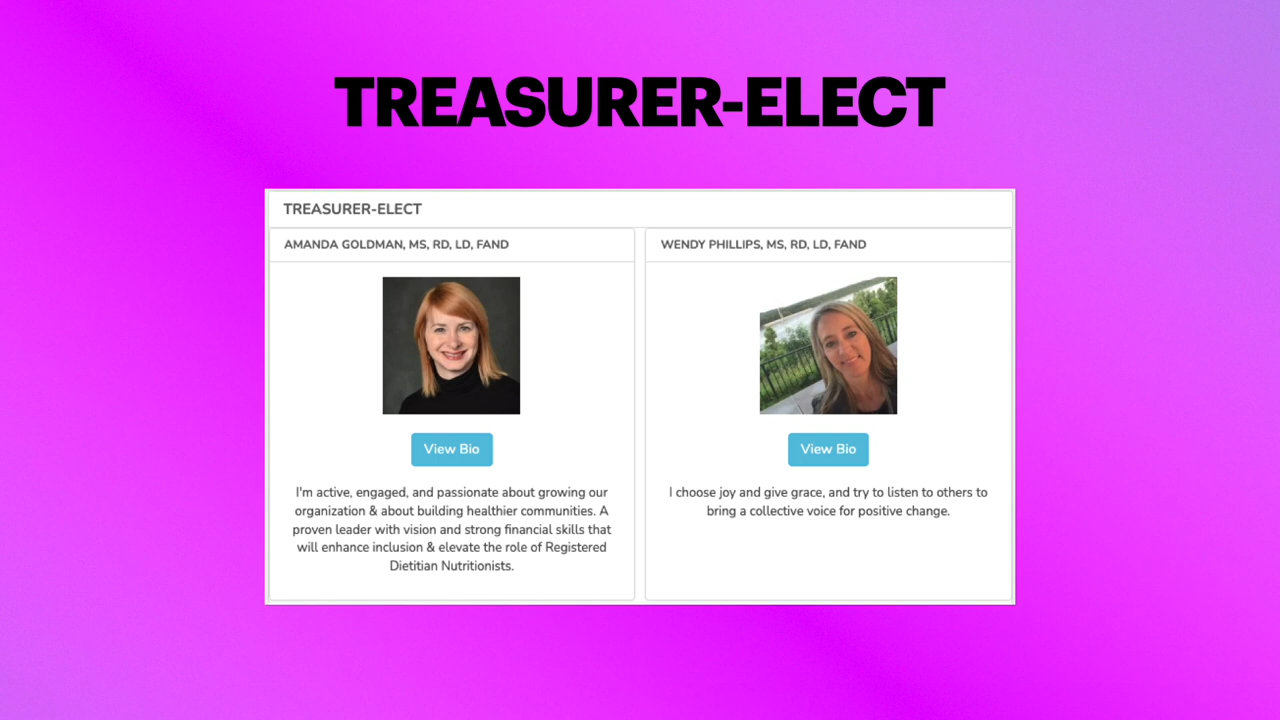 TREASURER-ELECT
TREASURER-ELECT
AMANDA GOLDMAN, MS, RD, LD, FAND
View Bio
I'm active, engaged, and passionate about growing our
organization & about building healthier communities. A
proven leader with vision and strong financial skills that
will enhance inclusion & elevate the role of Registered
Dietitian Nutritionists.
WENDY PHILLIPS, MS, RD, LD, FAND
View Bio
I choose joy and give grace, and try to listen to others to
bring a collective voice for positive change.